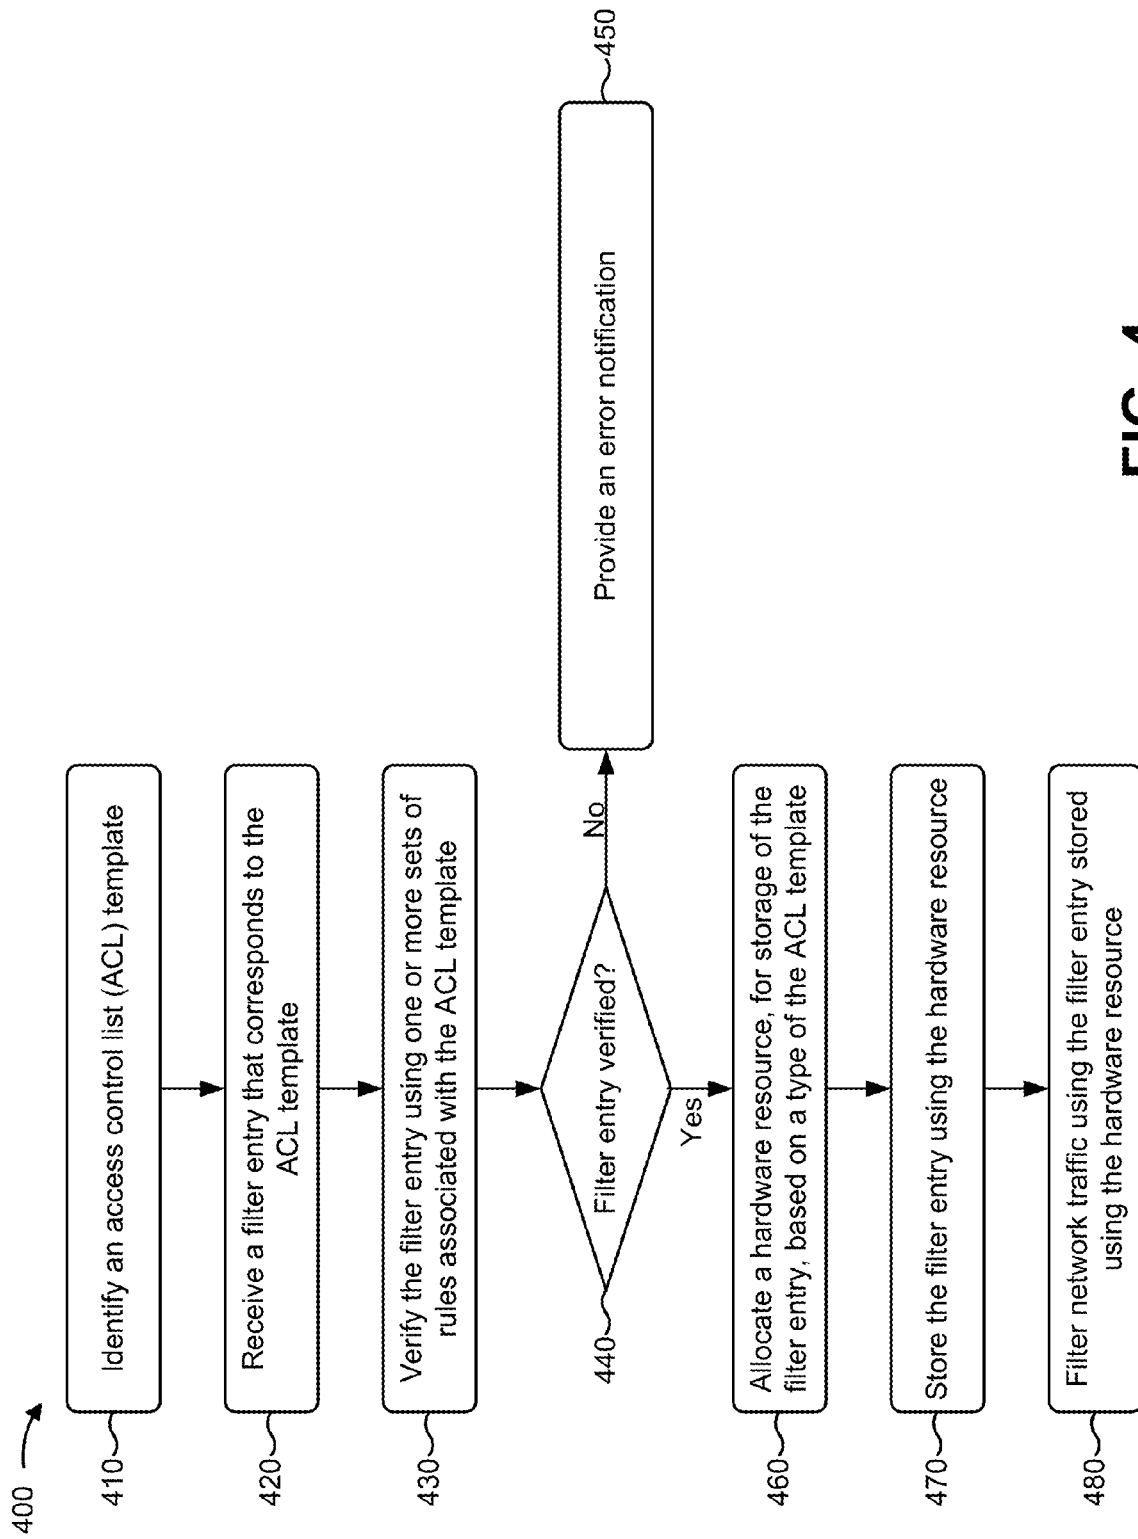 400
410
Identify an access control list (ACL) template
420
Receive a filter entry that corresponds to the
ACL template
430
Verify the filter entry using one or more sets of
rules associated with the ACL template
440
Filter entry verified?
No
Provide an error notification
450
Yes
460
Allocate a hardware resource, for storage of the
filter entry, based on a type of the ACL template
470
Store the filter entry using the hardware resource
480
Filter network traffic using the filter entry stored
using the hardware resource
FIG. 4